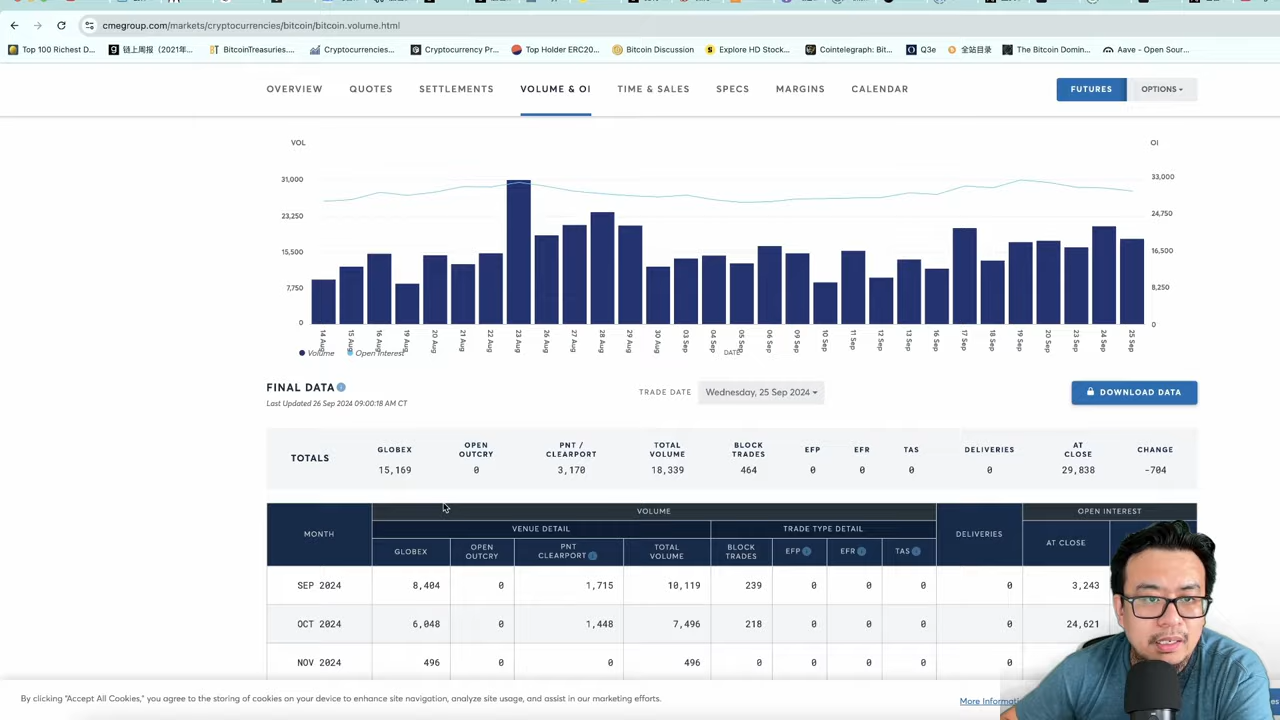 cmegroup.com/markets/cryptocurrencies/bitcoin/bitcoin.volume.html
Top 100 Richest D... 链上周报 (2021年... BitcoinTreasuries.... Cryptocurrencies... Cryptocurrency Pr... Top Holder ERC20... Bitcoin Discussion Explore HD Stock... Cointelegraph: Bit... Q3e 全站目录 The Bitcoin Domin... Aave - Open Sour...
OVERVIEW QUOTES SETTLEMENTS VOLUME & OI TIME & SALES SPECS MARGINS CALENDAR FUTURES OPTIONS
VOL OI
31,000 33,000
23,250 24,750
15,500 16,500
7,750 8,250
0 0
14 Aug 15 Aug 16 Aug 19 Aug 20 Aug 21 Aug 22 Aug 23 Aug 26 Aug 27 Aug 28 Aug 29 Aug 30 Aug 03 Sep 04 Sep 05 Sep 06 Sep 09 Sep 10 Sep 11 Sep 12 Sep 13 Sep 16 Sep 17 Sep 18 Sep 19 Sep 20 Sep 23 Sep 24 Sep 25 Sep
Volume Open Interest DATE
FINAL DATA TRADE DATE Wednesday, 25 Sep 2024 DOWNLOAD DATA
Last Updated 26 Sep 2024 09:00:18 AM CT
TOTALS
GLOBEX
15,169
OPEN
OUTCRY
0
PNT /
CLEARPORT
3,170
TOTAL
VOLUME
18,339
BLOCK
TRADES
464
EFP
0
EFR
0
TAS
0
DELIVERIES
0
AT
CLOSE
29,838
CHANGE
-704
MONTH
VOLUME
VENUE DETAIL
GLOBEX
OPEN
OUTCRY
PNT
CLEARPORT
TOTAL
VOLUME
TRADE TYPE DETAIL
BLOCK
TRADES
EFP
EFR
TAS
DELIVERIES
OPEN INTEREST
AT CLOSE
SEP 2024 8,404 0 1,715 10,119 239 0 0 0 0 3,243
OCT 2024 6,048 0 1,448 7,496 218 0 0 0 0 24,621
NOV 2024 496 0 0 496 0 0 0 0 0
By clicking “Accept All Cookies,” you agree to the storing of cookies on your device to enhance site navigation, analyze site usage, and assist in our marketing efforts.
More Informati